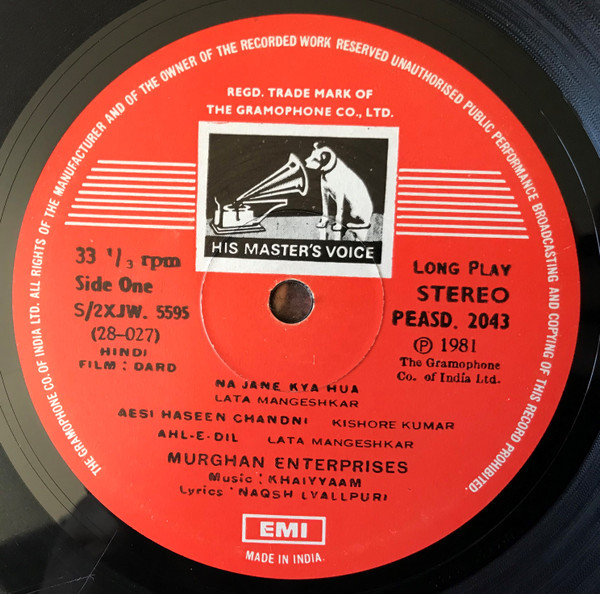 THE GRAMOPHONE CO. OF INDIA LTD. ALL RIGHTS OF THE MANUFACTURER AND OF THE OWNER OF THE RECORDED WORK RESERVED UNAUTHORISED PUBLIC PERFORMANCE BROADCASTING AND COPYING OF THIS RECORD PROHIBITED
REGD. TRADE MARK OF
THE GRAMOPHONE CO., LTD.
HIS MASTER'S VOICE
33 1/3 rpm
Side One
S/2XJW. 5595
(28-027)
HINDI
FILM : DARD
LONG PLAY
STEREO
PEASD. 2043
Ⓟ 1981
The Gramophone
Co. of India Ltd.
NA JANE KYA HUA
LATA MANGESHKAR
AESI HASEEN CHANDNI KISHORE KUMAR
AHL-E-DIL LATA MANGESHKAR
MURGHAN ENTERPRISES
Music : KHAIYYAAM
Lyrics : NAQSH LYALLPURI
EMI
MADE IN INDIA.